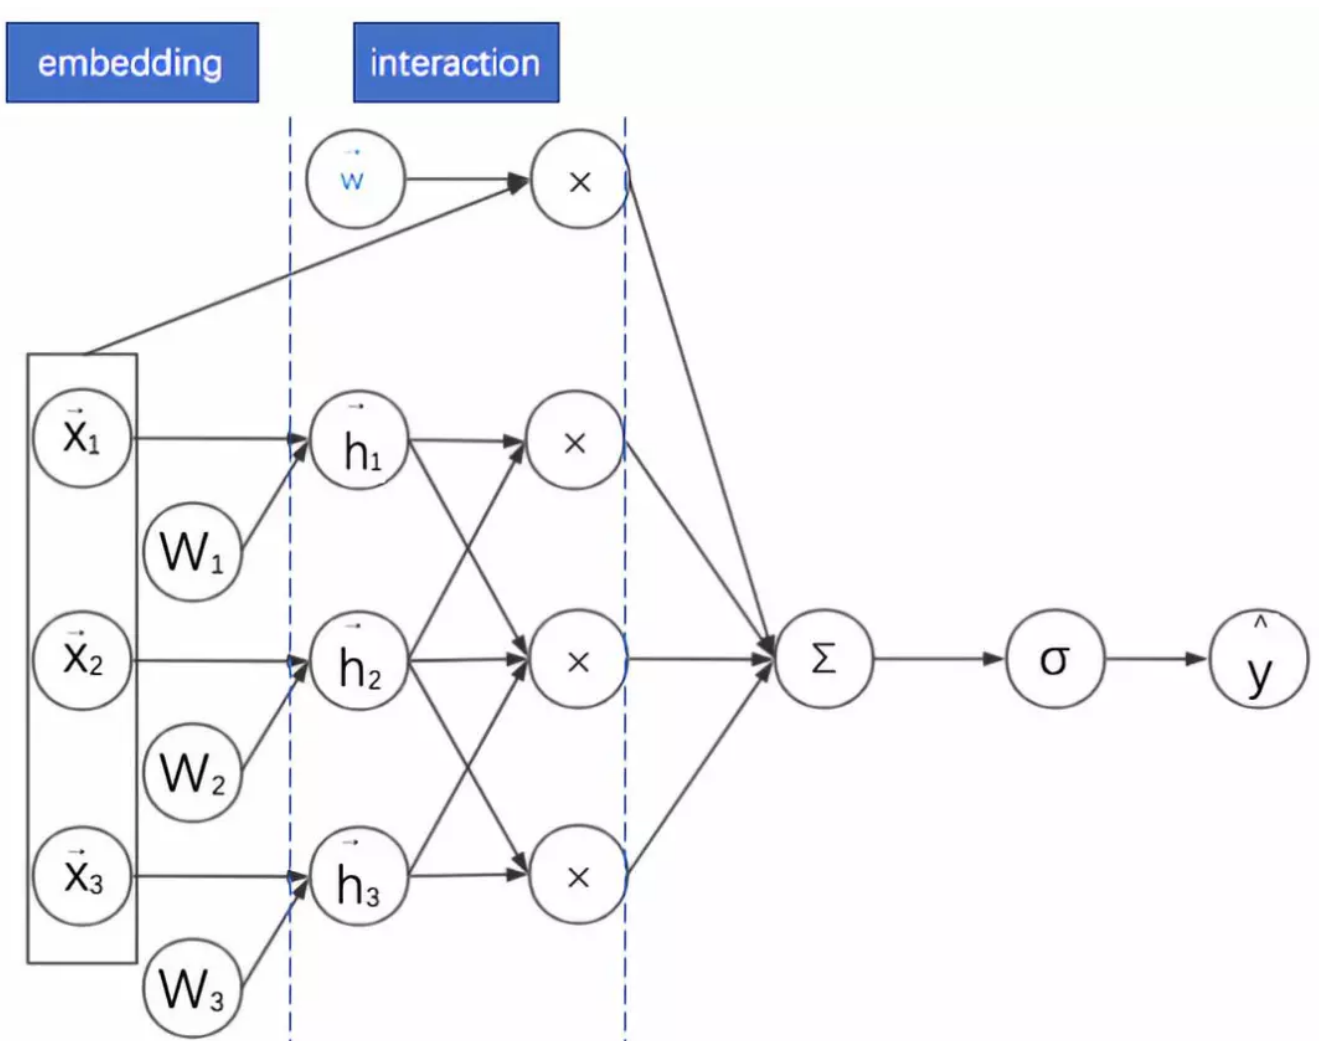 embedding
interaction
→
w
×
→
x₁
→
h₁
×
W₁
→
x₂
→
h₂
×
Σ
σ
^
y
W₂
→
x₃
→
h₃
×
W₃